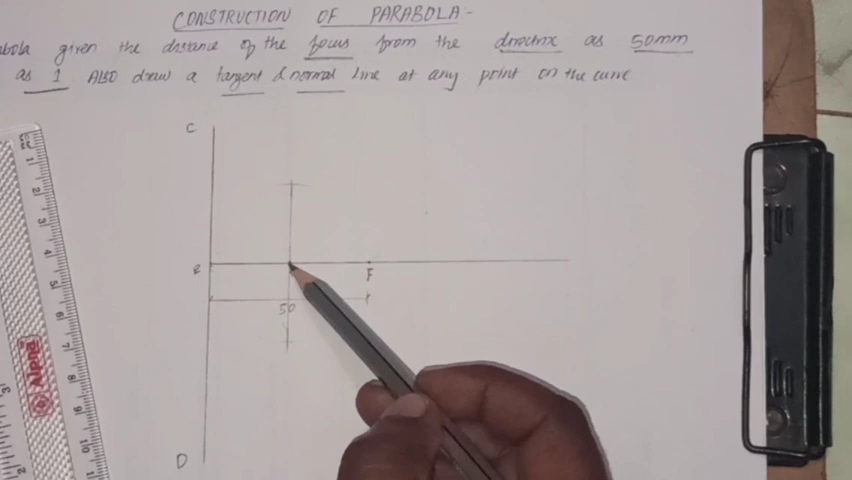 CONSTRUCTION OF PARABOLA -
given the distance of the focus from the directrix as 50mm
as 1. ALSO draw a tangent & normal line at any point on the curve
C
F
50
D
Alpha